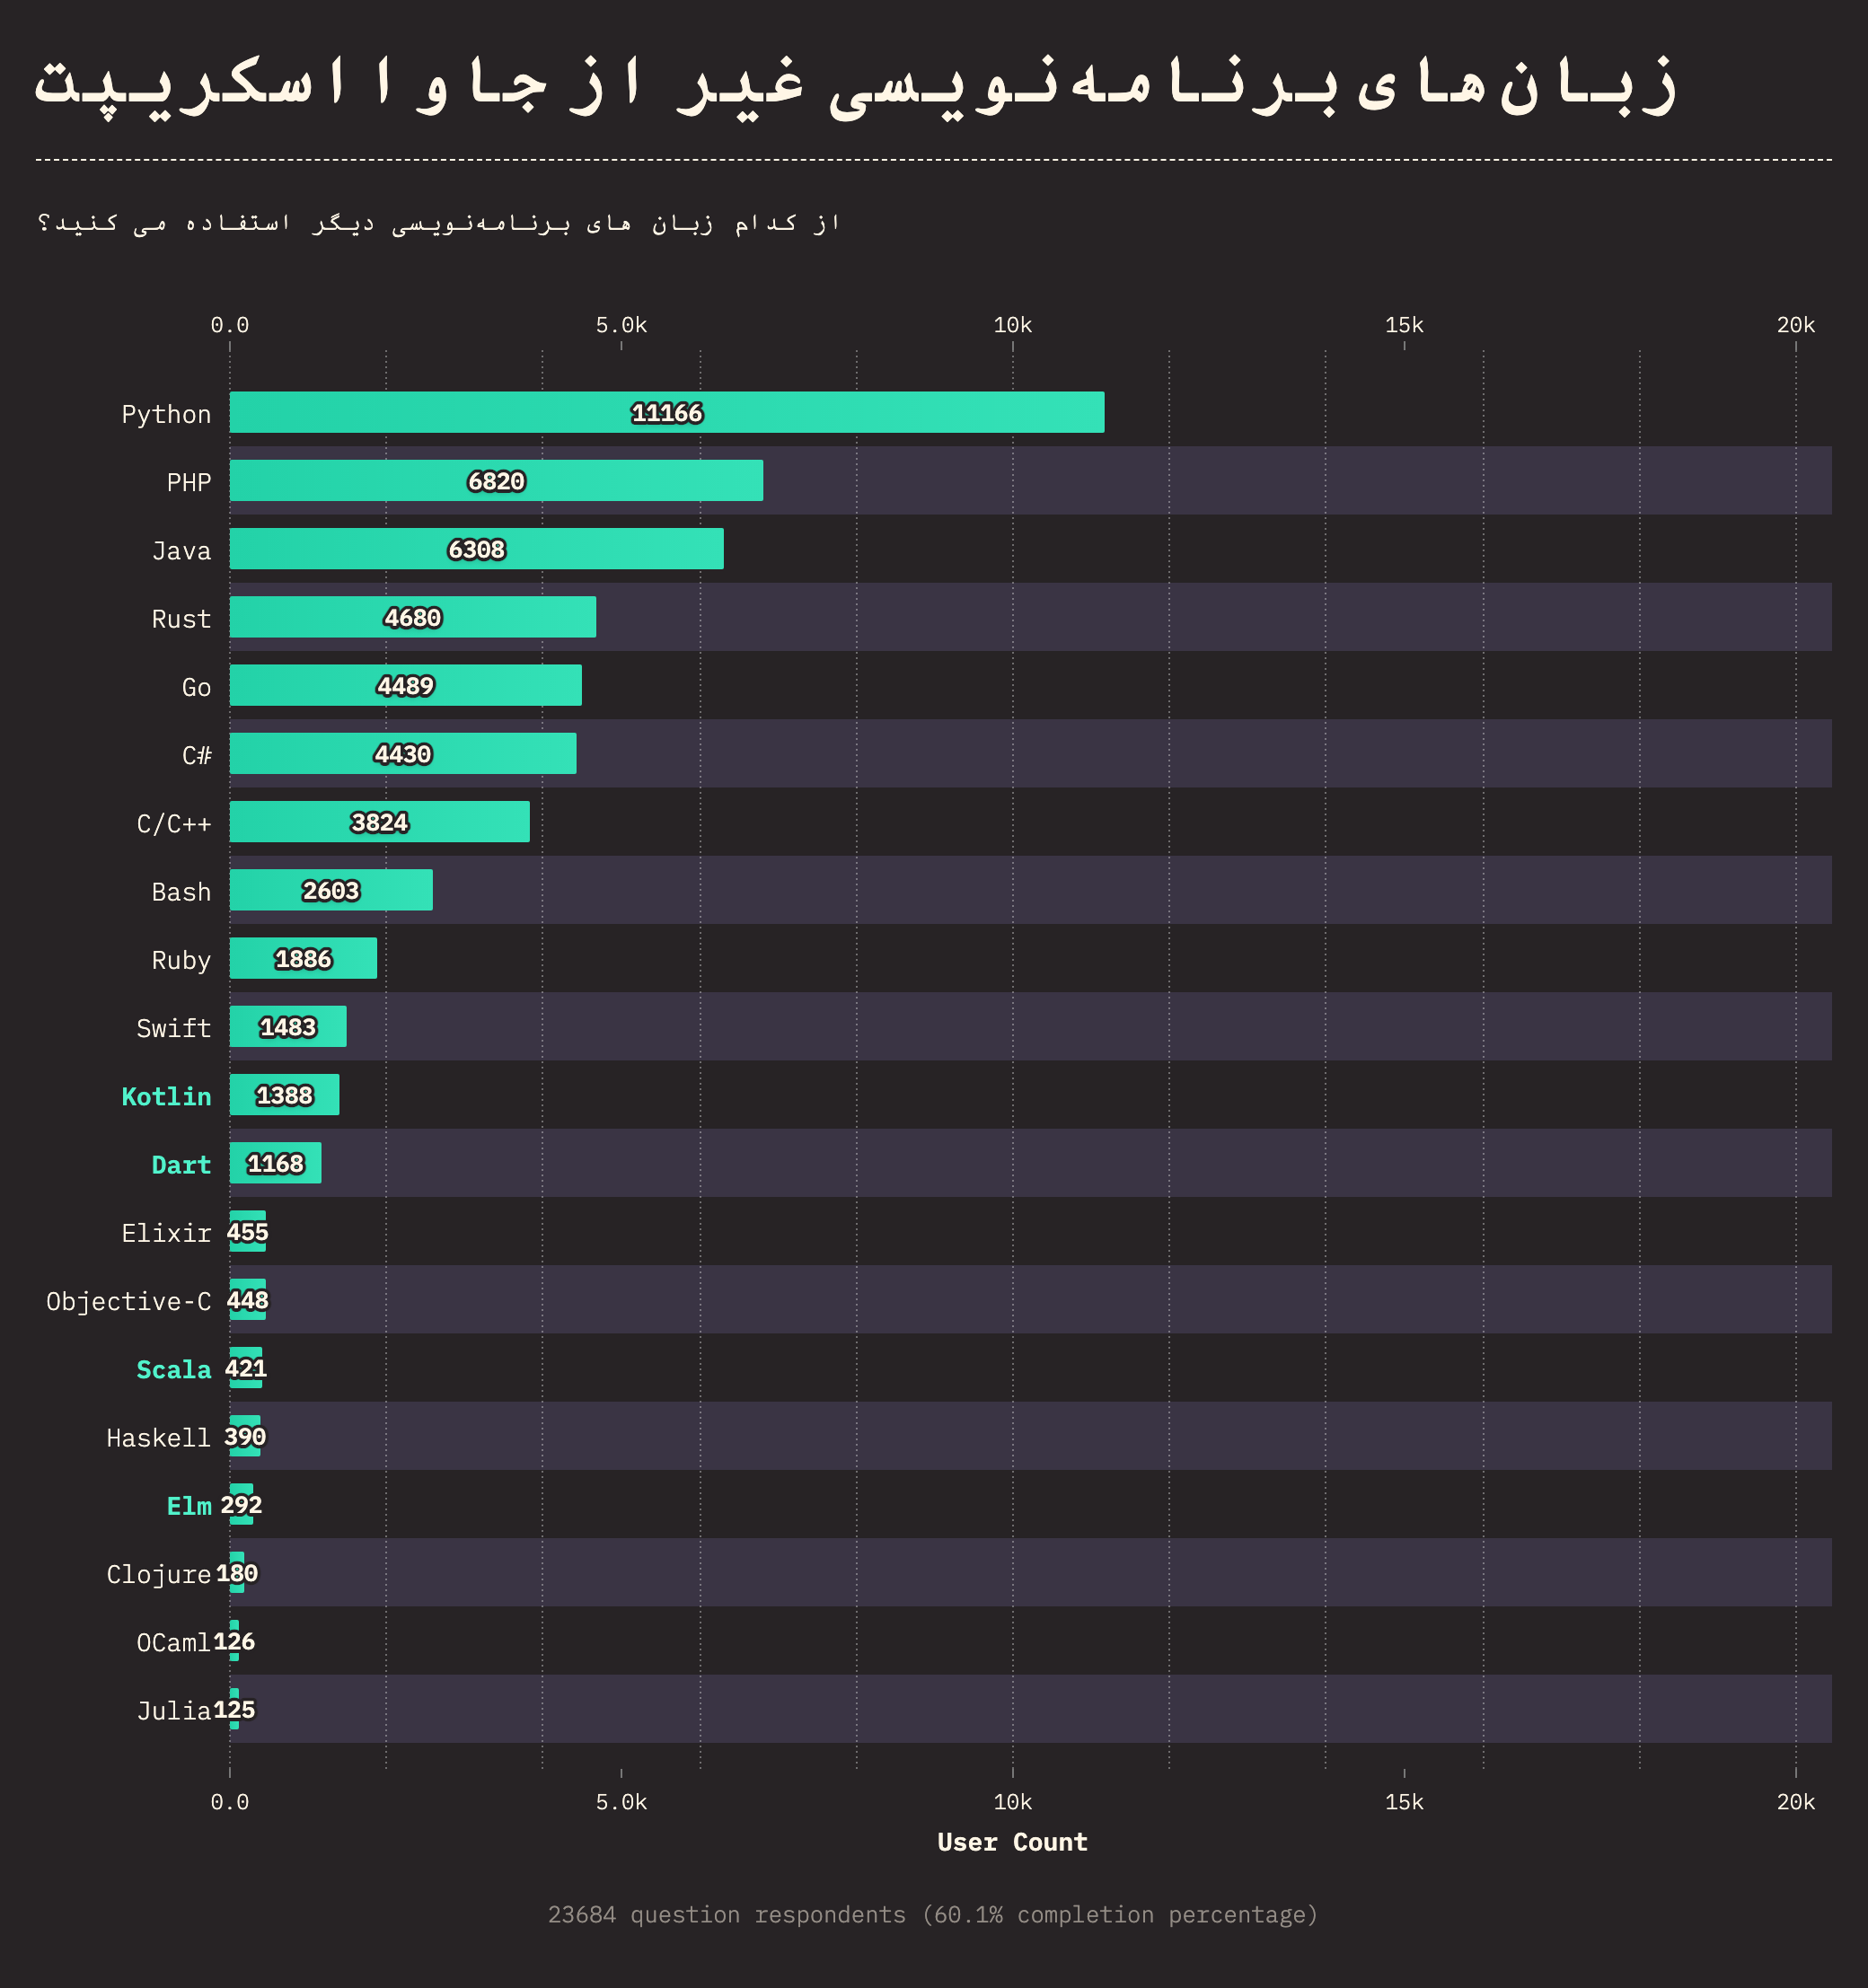 زبان‌های برنامه‌نویسی غیر از جاوا اسکریپت
از کدام زبان های برنامه‌نویسی دیگر استفاده می کنید؟
0.0 5.0k 10k 15k 20k
Python 11166
PHP 6820
Java 6308
Rust 4680
Go 4489
C# 4430
C/C++ 3824
Bash 2603
Ruby 1886
Swift 1483
Kotlin 1388
Dart 1168
Elixir 455
Objective-C 448
Scala 421
Haskell 390
Elm 292
Clojure 180
OCaml 126
Julia 125
0.0 5.0k 10k 15k 20k
User Count
23684 question respondents (60.1% completion percentage)